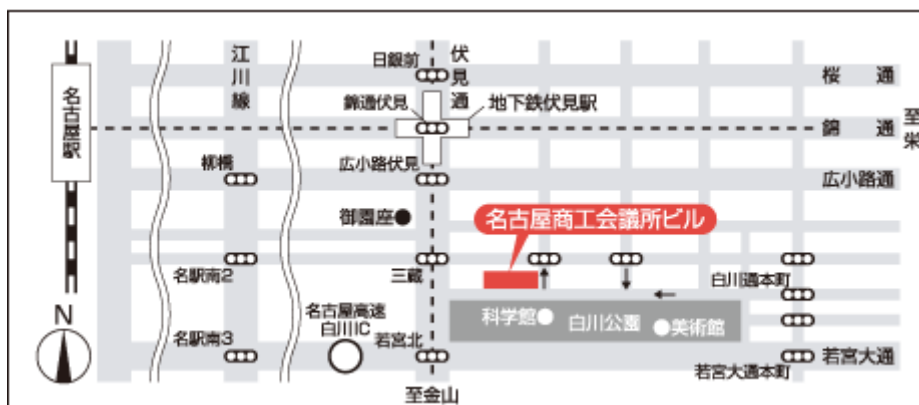 日銀前
江川線
伏見通
桜通
名古屋駅
錦通伏見
地下鉄伏見駅
錦通
至栄
柳橋
広小路伏見
広小路通
御園座
名古屋商工会議所ビル
名駅南2
三蔵
白川通本町
N
名古屋高速
白川IC
科学館
白川公園
美術館
名駅南3
若宮北
若宮大通
若宮大通本町
至金山